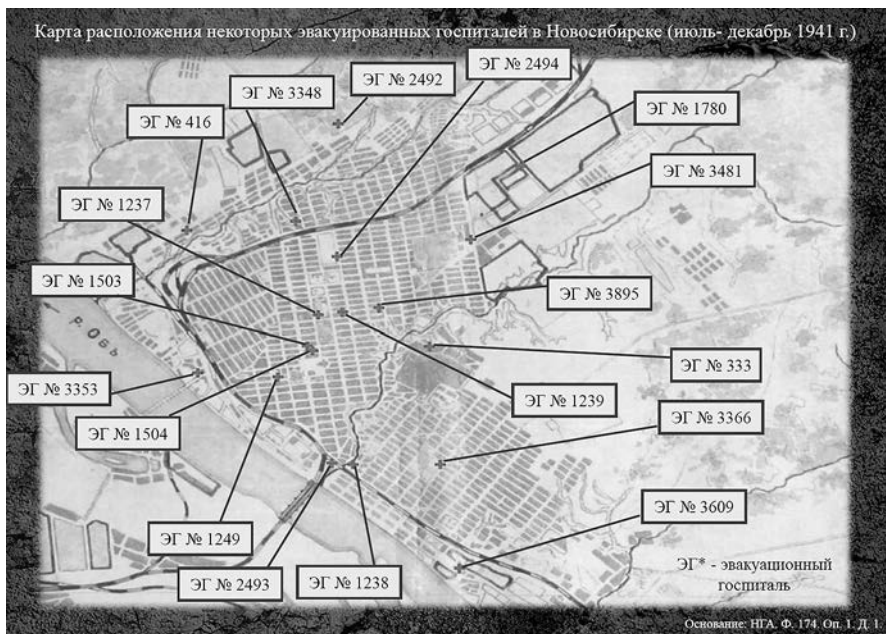 Карта расположения некоторых эвакуированных госпиталей в Новосибирске (июль- декабрь 1941 г.)
ЭГ № 2494
ЭГ № 2492
ЭГ № 3348
ЭГ № 1780
ЭГ № 416
ЭГ № 3481
ЭГ № 1237
ЭГ № 1503
ЭГ № 3895
р. Обь
ЭГ № 333
ЭГ № 3353
ЭГ № 1239
ЭГ № 1504
ЭГ № 3366
ЭГ № 3609
ЭГ № 1249
ЭГ № 2493
ЭГ № 1238
ЭГ* - эвакуационный
госпиталь
Основание: НГА. Ф. 174. Оп. 1. Д. 1.